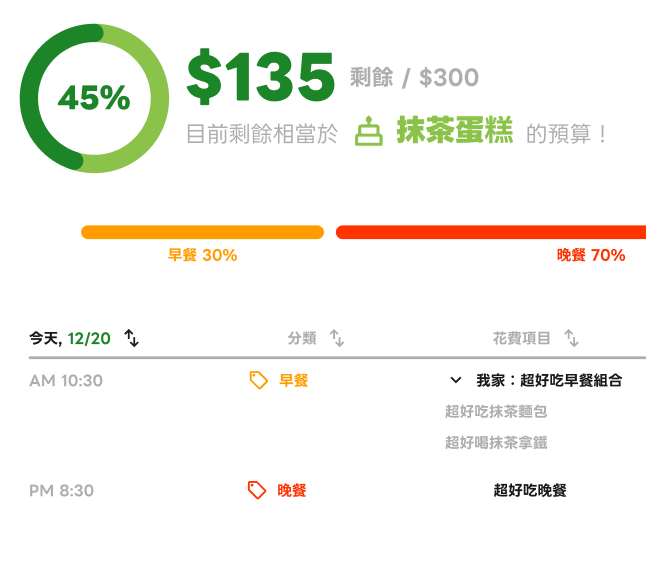 45%
$135 剩餘 / $300
目前剩餘相當於 抹茶蛋糕 的預算！
早餐 30% 晚餐 70%
今天, 12/20 分類 花費項目
AM 10:30 早餐 我家：超好吃早餐組合
超好吃抹茶麵包
超好喝抹茶拿鐵
PM 8:30 晚餐 超好吃晚餐